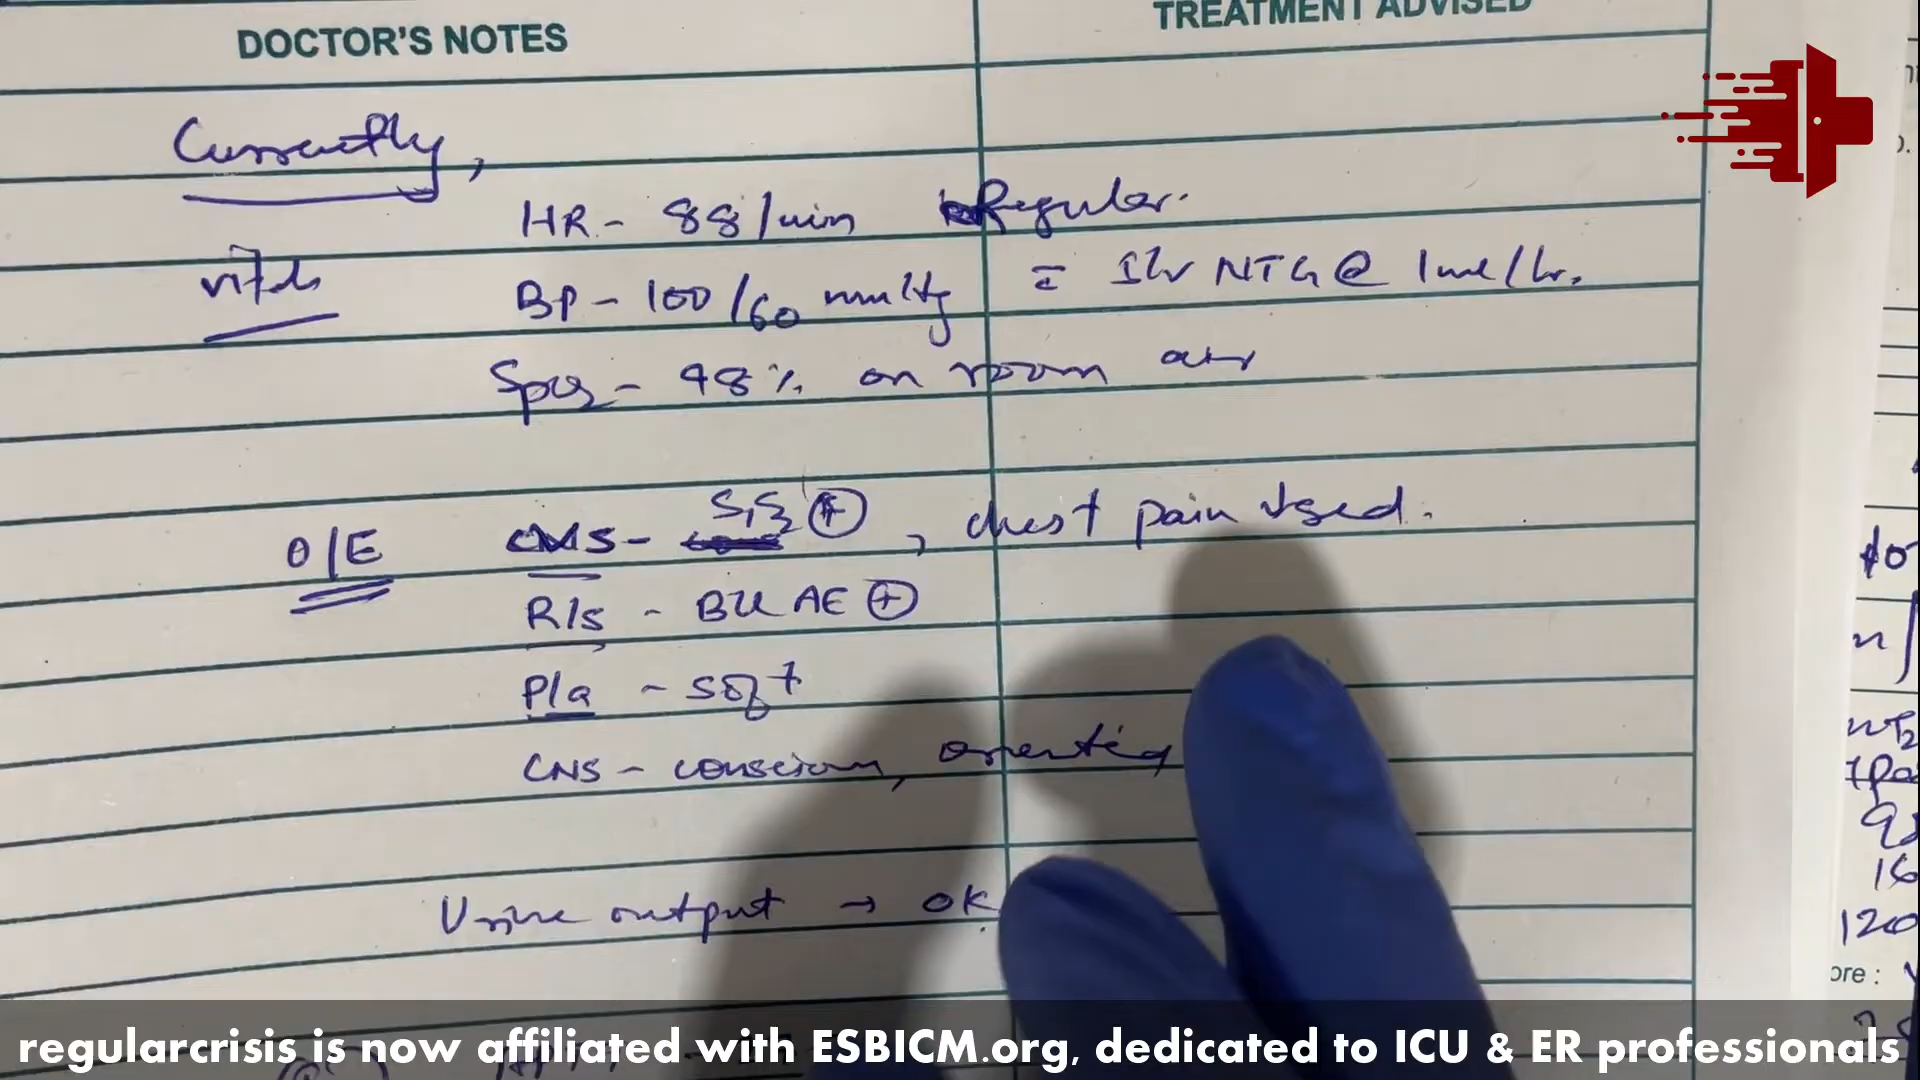 DOCTOR'S NOTES
TREATMENT ADVISED
Currently,
HR - 88/min Regular.
vitals
BP - 100/60 mmHg c̄ IV NTG @ 1ml/hr.
SpO2 - 98% on room air
O/E CVS - S1S2 ⊕, chest pain ↓sed.
R/S - B/L AE ⊕
P/a - soft
CNS - conscious, oriented
Urine output → OK.
120
ore :
regularcrisis is now affiliated with ESBICM.org, dedicated to ICU & ER professionals